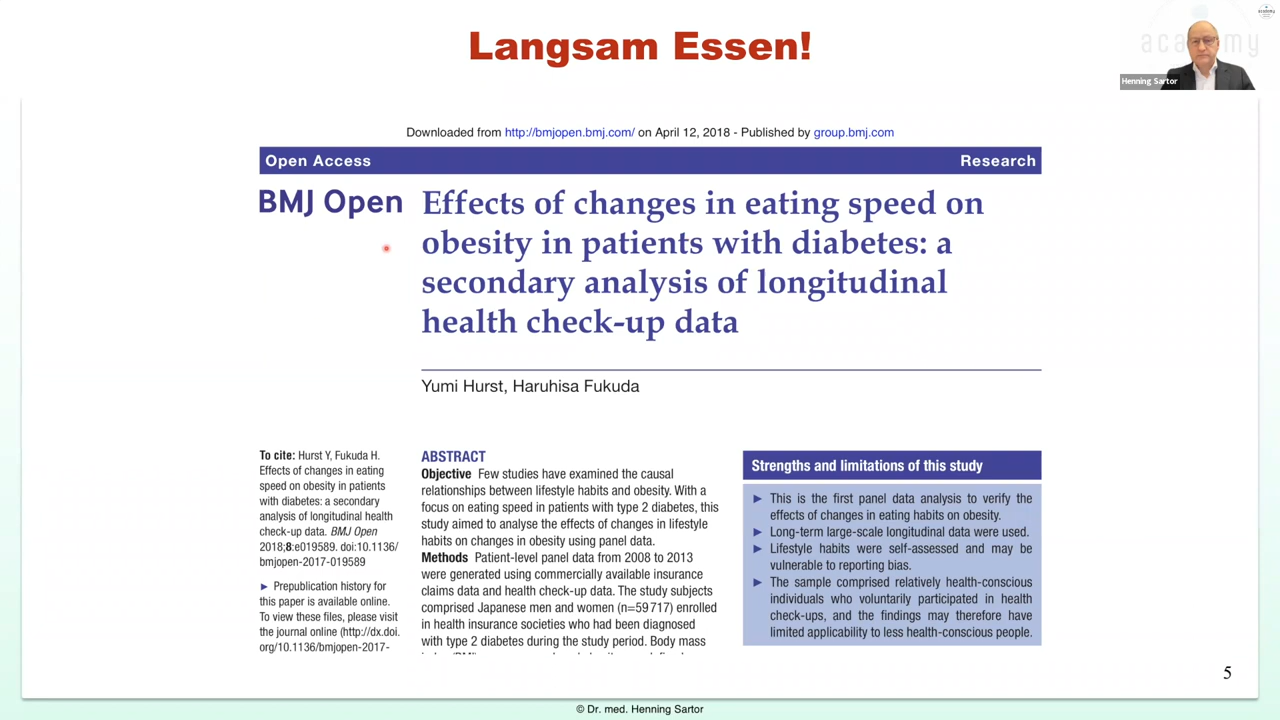 Langsam Essen!
academy
Henning Sartor
Downloaded from http://bmjopen.bmj.com/ on April 12, 2018 - Published by group.bmj.com
Open Access
Research
BMJ Open
Effects of changes in eating speed on
obesity in patients with diabetes: a
secondary analysis of longitudinal
health check-up data
Yumi Hurst, Haruhisa Fukuda
To cite: Hurst Y, Fukuda H.
Effects of changes in eating
speed on obesity in patients
with diabetes: a secondary
analysis of longitudinal health
check-up data. BMJ Open
2018;8:e019589. doi:10.1136/
bmjopen-2017-019589
► Prepublication history for
this paper is available online.
To view these files, please visit
the journal online (http://dx.doi.
org/10.1136/bmjopen-2017-
ABSTRACT
Objective Few studies have examined the causal
relationships between lifestyle habits and obesity. With a
focus on eating speed in patients with type 2 diabetes, this
study aimed to analyse the effects of changes in lifestyle
habits on changes in obesity using panel data.
Methods Patient-level panel data from 2008 to 2013
were generated using commercially available insurance
claims data and health check-up data. The study subjects
comprised Japanese men and women (n=59 717) enrolled
in health insurance societies who had been diagnosed
with type 2 diabetes during the study period. Body mass
Strengths and limitations of this study
► This is the first panel data analysis to verify the
effects of changes in eating habits on obesity.
► Long-term large-scale longitudinal data were used.
► Lifestyle habits were self-assessed and may be
vulnerable to reporting bias.
► The sample comprised relatively health-conscious
individuals who voluntarily participated in health
check-ups, and the findings may therefore have
limited applicability to less health-conscious people.
5
© Dr. med. Henning Sartor